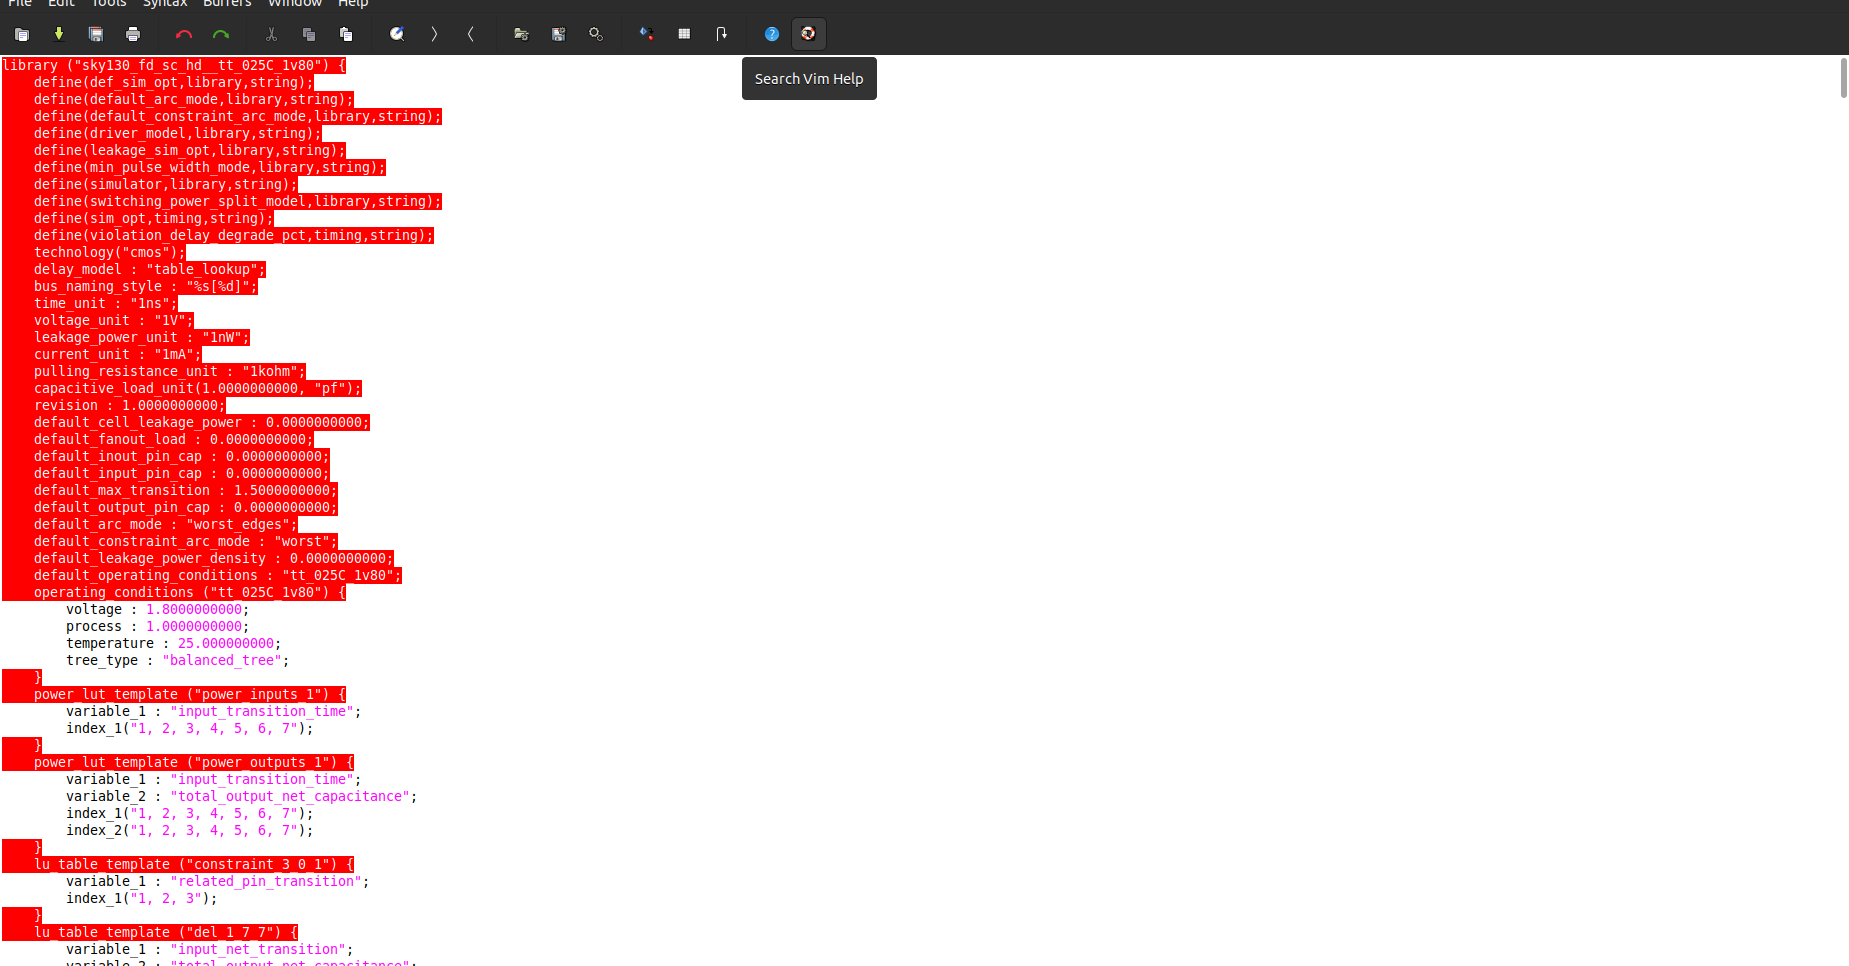 File Edit Tools Syntax Buffers Window Help
Search Vim Help
library ("sky130_fd_sc_hd__tt_025C_1v80") {
    define(def_sim_opt,library,string);
    define(default_arc_mode,library,string);
    define(default_constraint_arc_mode,library,string);
    define(driver_model,library,string);
    define(leakage_sim_opt,library,string);
    define(min_pulse_width_mode,library,string);
    define(simulator,library,string);
    define(switching_power_split_model,library,string);
    define(sim_opt,timing,string);
    define(violation_delay_degrade_pct,timing,string);
    technology("cmos");
    delay_model : "table_lookup";
    bus_naming_style : "%s[%d]";
    time_unit : "1ns";
    voltage_unit : "1V";
    leakage_power_unit : "1nW";
    current_unit : "1mA";
    pulling_resistance_unit : "1kohm";
    capacitive_load_unit(1.0000000000, "pf");
    revision : 1.0000000000;
    default_cell_leakage_power : 0.0000000000;
    default_fanout_load : 0.0000000000;
    default_inout_pin_cap : 0.0000000000;
    default_input_pin_cap : 0.0000000000;
    default_max_transition : 1.5000000000;
    default_output_pin_cap : 0.0000000000;
    default_arc_mode : "worst_edges";
    default_constraint_arc_mode : "worst";
    default_leakage_power_density : 0.0000000000;
    default_operating_conditions : "tt_025C_1v80";
    operating_conditions ("tt_025C_1v80") {
        voltage : 1.8000000000;
        process : 1.0000000000;
        temperature : 25.000000000;
        tree_type : "balanced_tree";
    }
    power_lut_template ("power_inputs_1") {
        variable_1 : "input_transition_time";
        index_1("1, 2, 3, 4, 5, 6, 7");
    }
    power_lut_template ("power_outputs_1") {
        variable_1 : "input_transition_time";
        variable_2 : "total_output_net_capacitance";
        index_1("1, 2, 3, 4, 5, 6, 7");
        index_2("1, 2, 3, 4, 5, 6, 7");
    }
    lu_table_template ("constraint_3_0_1") {
        variable_1 : "related_pin_transition";
        index_1("1, 2, 3");
    }
    lu_table_template ("del_1_7_7") {
        variable_1 : "input_net_transition";
        variable_2 : "total_output_net_capacitance";